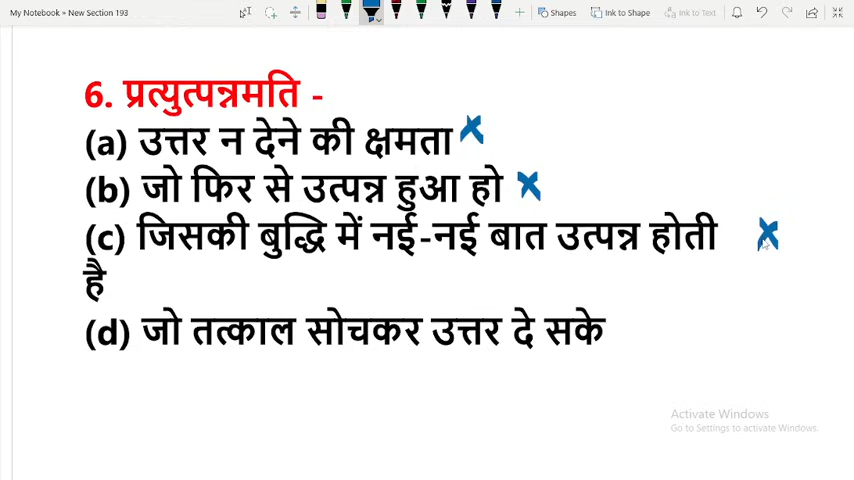 My Notebook » New Section 193
Shapes
Ink to Shape
Ink to Text
6. प्रत्युत्पन्नमति -
(a) उत्तर न देने की क्षमता
(b) जो फिर से उत्पन्न हुआ हो
(c) जिसकी बुद्धि में नई-नई बात उत्पन्न होती
है
(d) जो तत्काल सोचकर उत्तर दे सके
Activate Windows
Go to Settings to activate Windows.